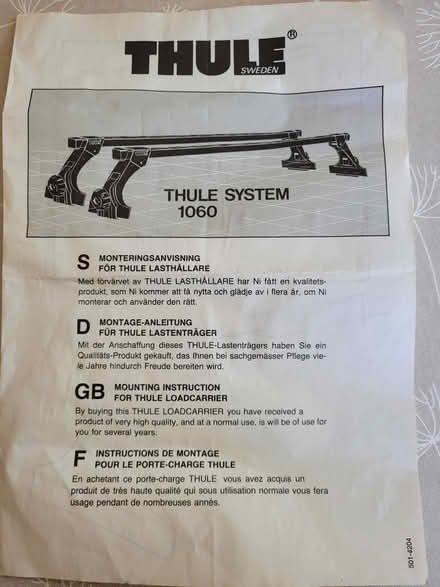 THULE®
SWEDEN
THULE SYSTEM
1060
S MONTERINGSANVISNING
FÖR THULE LASTHÅLLARE
Med förvärvet av THULE LASTHÅLLARE har Ni fått en kvalitets-
produkt, som Ni kommer att få nytta och glädje av i flera år, om Ni
monterar och använder den rätt.
D MONTAGE-ANLEITUNG
FÜR THULE LASTENTRÄGER
Mit der Anschaffung dieses THULE-Lastenträgers haben Sie ein
Qualitäts-Produkt gekauft, das Ihnen bei sachgemässer Pflege vie-
le Jahre hindurch Freude bereiten wird.
GB MOUNTING INSTRUCTION
FOR THULE LOADCARRIER
By buying this THULE LOADCARRIER you have received a
product of very high quality, and at a normal use, is will be of use for
you for several years.
F INSTRUCTIONS DE MONTAGE
POUR LE PORTE-CHARGE THULE
En achetant ce porte-charge THULE vous avez acquis un
produit de trés haute qualité qui sous utilisation normale vous fera
usage pendant de nombreuses annés.
501-4204